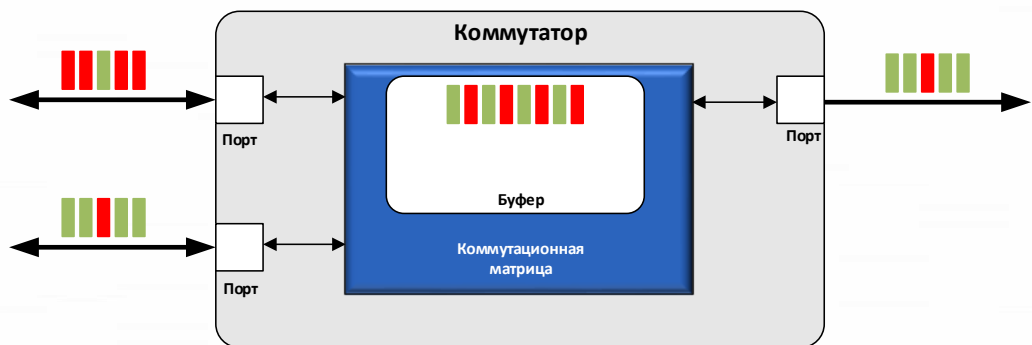 Коммутатор
Порт
Порт
Буфер
Коммутационная
матрица
Порт